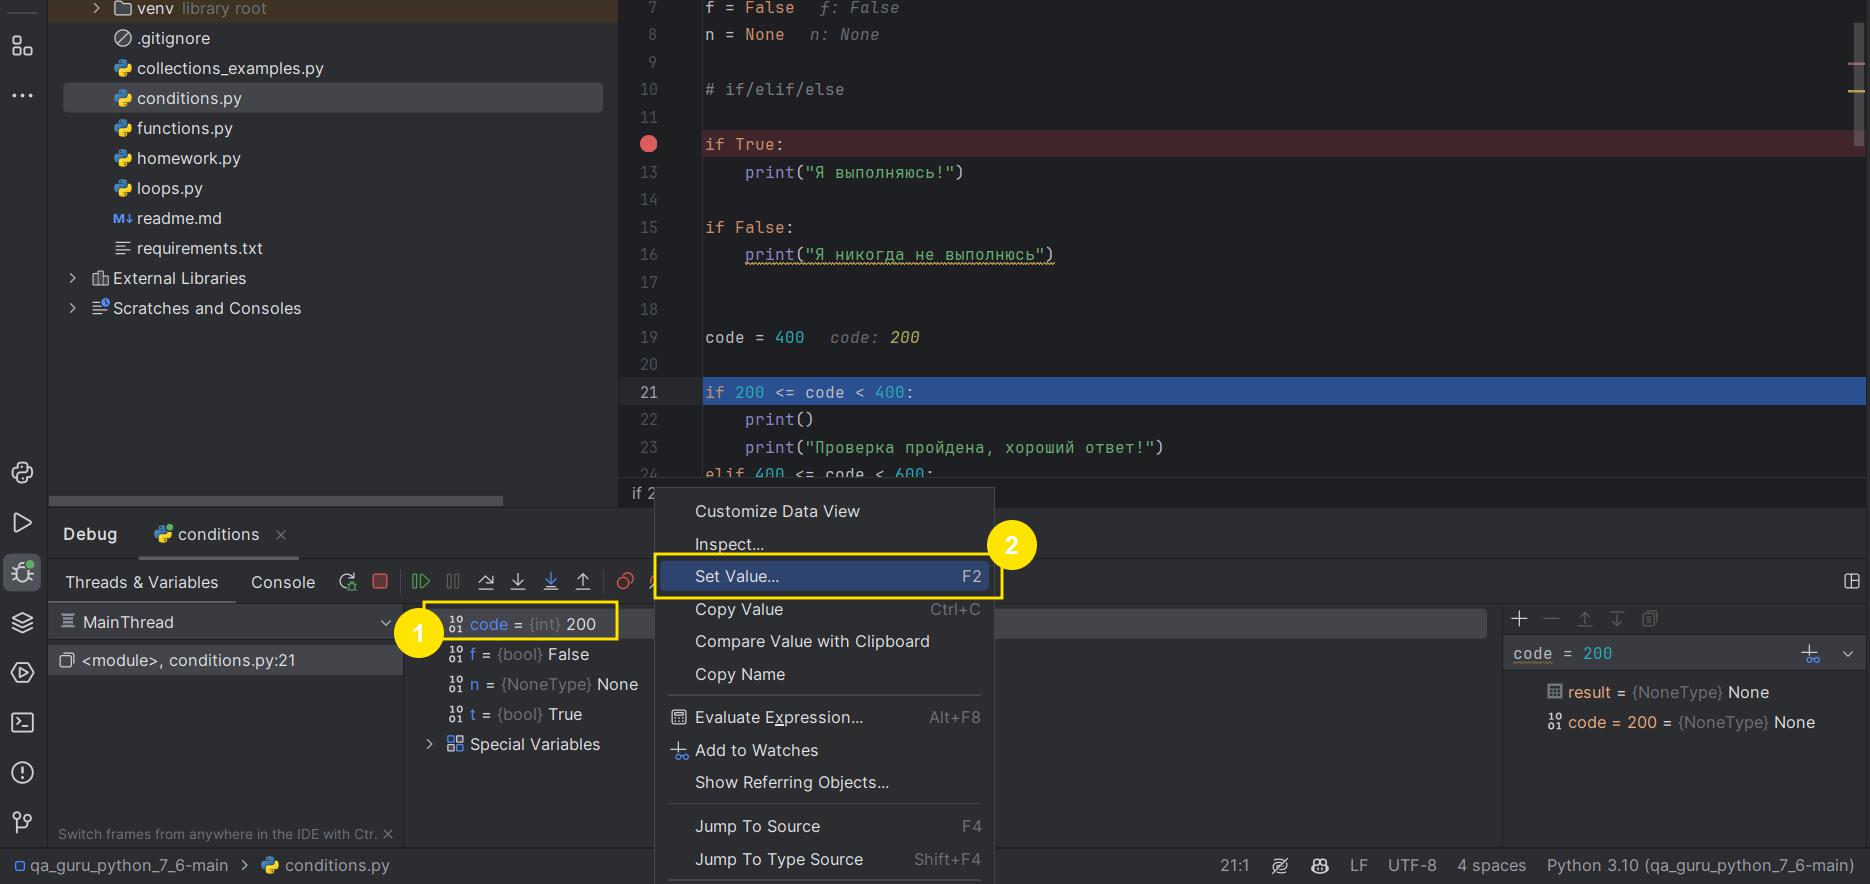 venv library root
.gitignore
collections_examples.py
conditions.py
functions.py
homework.py
loops.py
readme.md
requirements.txt
External Libraries
Scratches and Consoles
7 f = False f: False
8 n = None n: None
9
10 # if/elif/else
11
if True:
13 print("Я выполняюсь!")
14
15 if False:
16 print("Я никогда не выполнюсь")
17
18
19 code = 400 code: 200
20
21 if 200 <= code < 400:
22 print()
23 print("Проверка пройдена, хороший ответ!")
24 elif 400 <= code < 600:
if 2
Debug conditions
Threads & Variables Console
MainThread
<module>, conditions.py:21
Switch frames from anywhere in the IDE with Ctr.
1
code = {int} 200
f = {bool} False
n = {NoneType} None
t = {bool} True
Special Variables
Customize Data View
Inspect...
2
Set Value... F2
Copy Value Ctrl+C
Compare Value with Clipboard
Copy Name
Evaluate Expression... Alt+F8
Add to Watches
Show Referring Objects...
Jump To Source F4
Jump To Type Source Shift+F4
code = 200
result = {NoneType} None
code = 200 = {NoneType} None
qa_guru_python_7_6-main > conditions.py
21:1 LF UTF-8 4 spaces Python 3.10 (qa_guru_python_7_6-main)